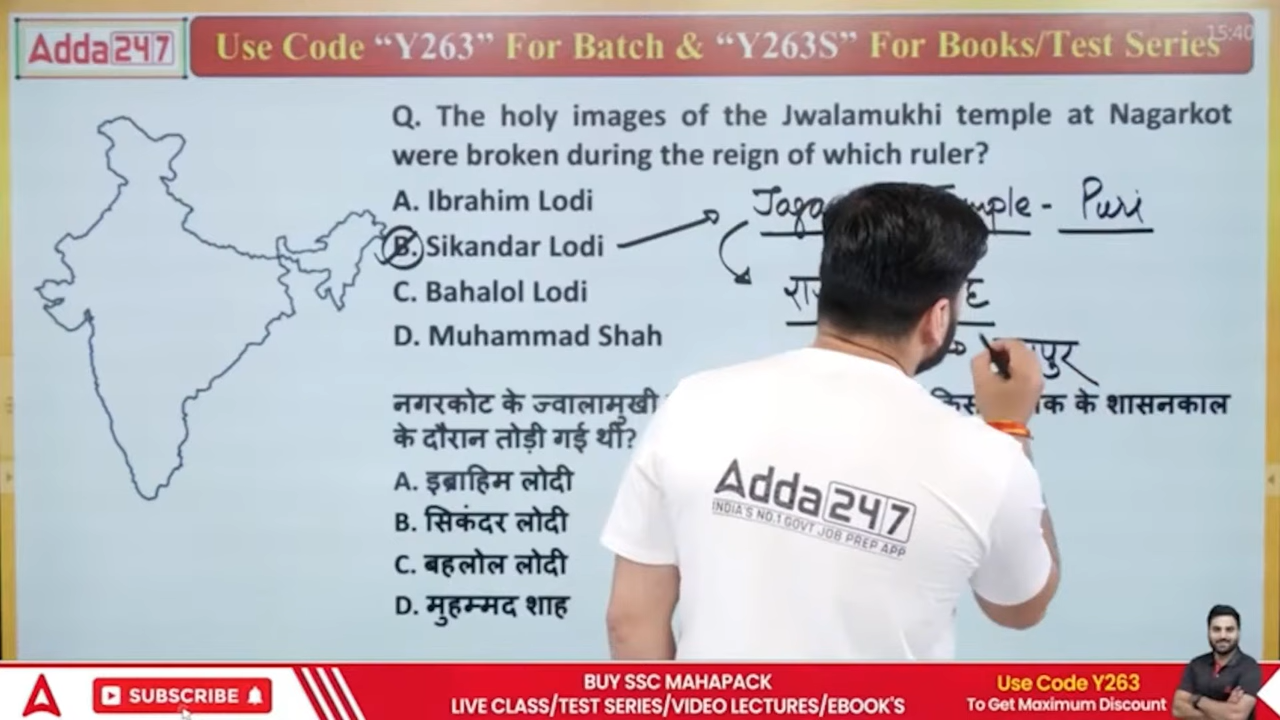 Adda247
Use Code “Y263” For Batch & “Y263S” For Books/Test Series
15:40
Q. The holy images of the Jwalamukhi temple at Nagarkot
were broken during the reign of which ruler?
A. Ibrahim Lodi
B. Sikandar Lodi
C. Bahalol Lodi
D. Muhammad Shah
Puri
नगरकोट के ज्वालामुखी के शासनकाल
के दौरान तोड़ी गई थीं?
A. इब्राहिम लोदी
B. सिकंदर लोदी
C. बहलोल लोदी
D. मुहम्मद शाह
Adda247
INDIA'S NO.1 GOVT JOB PREP APP
SUBSCRIBE
BUY SSC MAHAPACK
LIVE CLASS/TEST SERIES/VIDEO LECTURES/EBOOK'S
Use Code Y263
To Get Maximum Discount